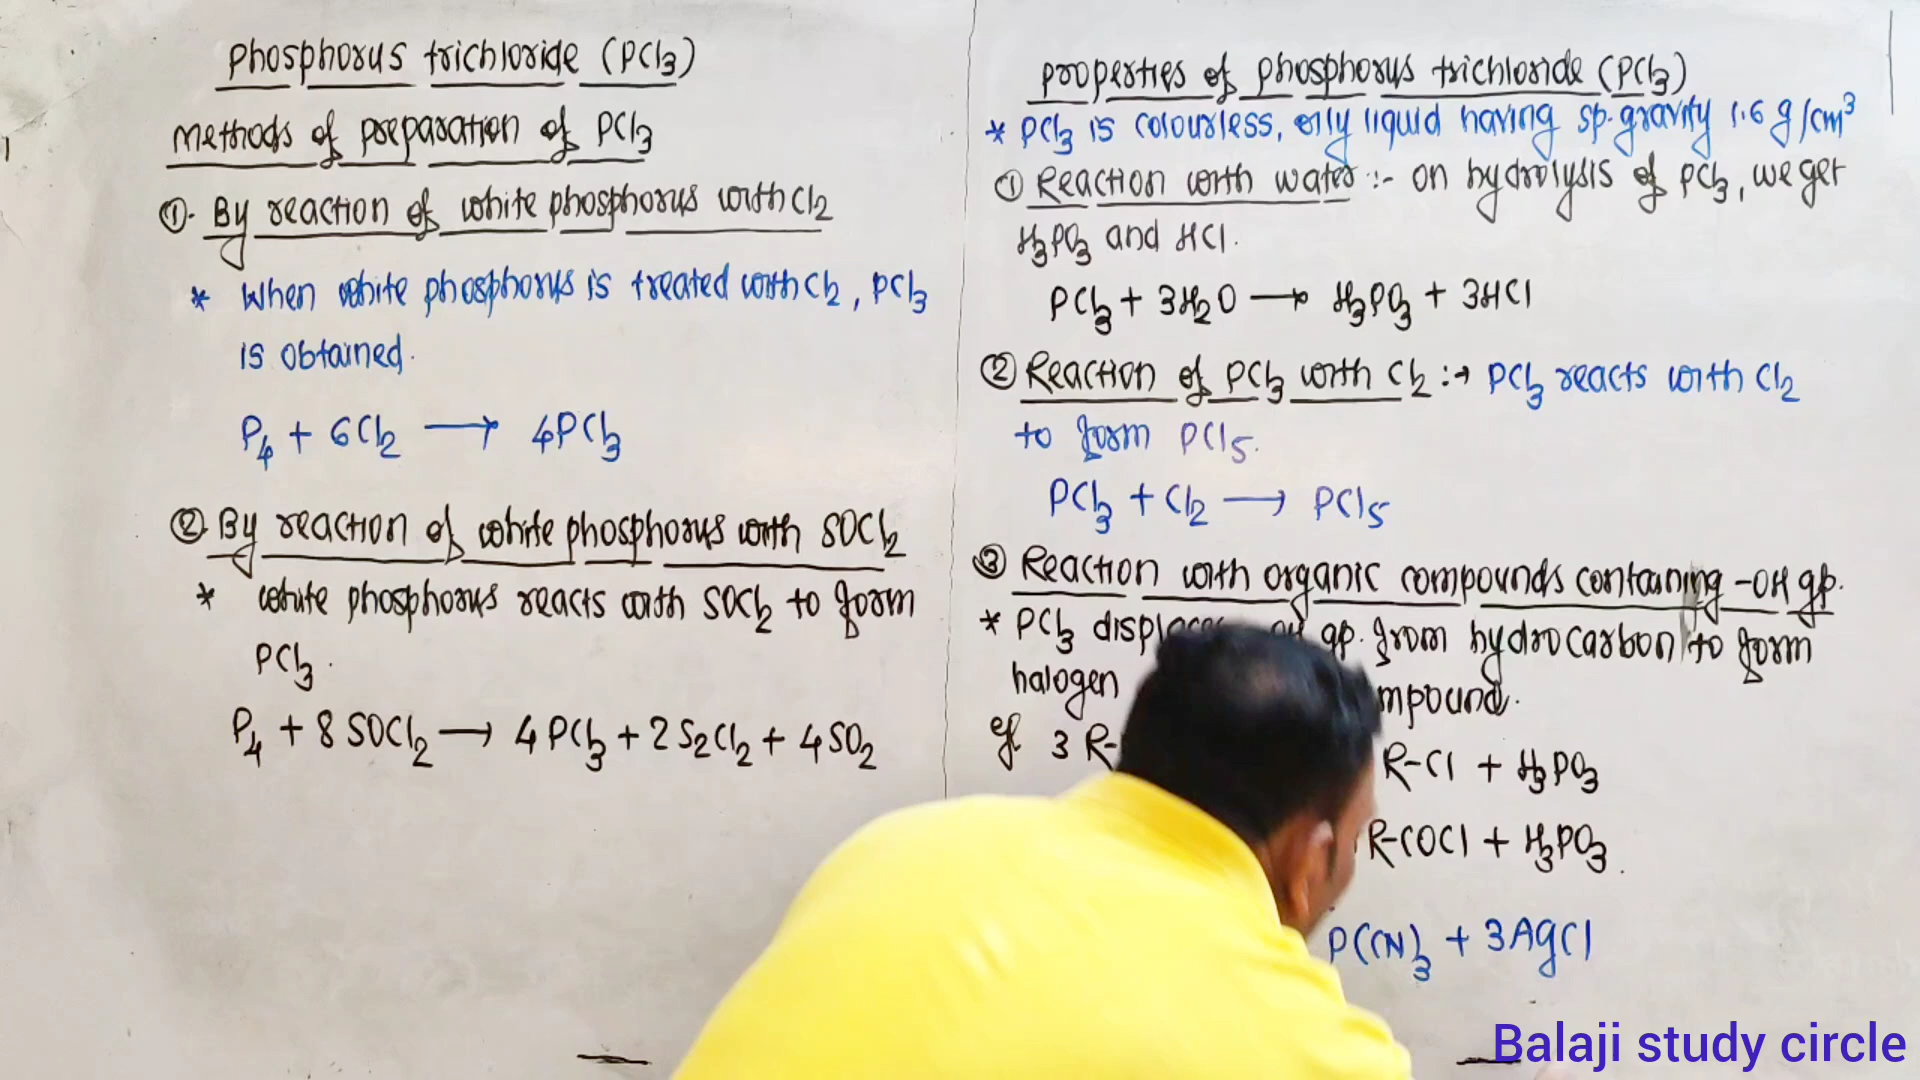 Phosphorus trichloride (PCl3)
Methods of preparation of PCl3
①. By reaction of white phosphorus with Cl2
* When white phosphorus is treated with Cl2, PCl3
is obtained.
P4 + 6Cl2 ⟶ 4PCl3
②. By reaction of white phosphorus with SOCl2
* White phosphorus reacts with SOCl2 to form
PCl3.
P4 + 8 SOCl2 ⟶ 4 PCl3 + 2 S2Cl2 + 4 SO2
Properties of phosphorus trichloride (PCl3)
* PCl3 is colourless, oily liquid having sp. gravity 1.6 g/cm³
① Reaction with water :- on hydrolysis of PCl3, we get
H3PO3 and HCl.
PCl3 + 3H2O ⟶ H3PO3 + 3HCl
② Reaction of PCl3 with Cl2 :→ PCl3 reacts with Cl2
to form PCl5.
PCl3 + Cl2 ⟶ PCl5
③ Reaction with organic compounds containing -OH gp.
* PCl3 gp. from hydrocarbon to form
halogen
eg. 3 R- R-Cl + H3PO3
R-COCl + H3PO3.
P(CN)3 + 3AgCl
Balaji study circle